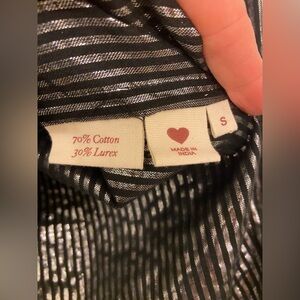 70% Cotton
30% Lurex
MADE IN
INDIA
S